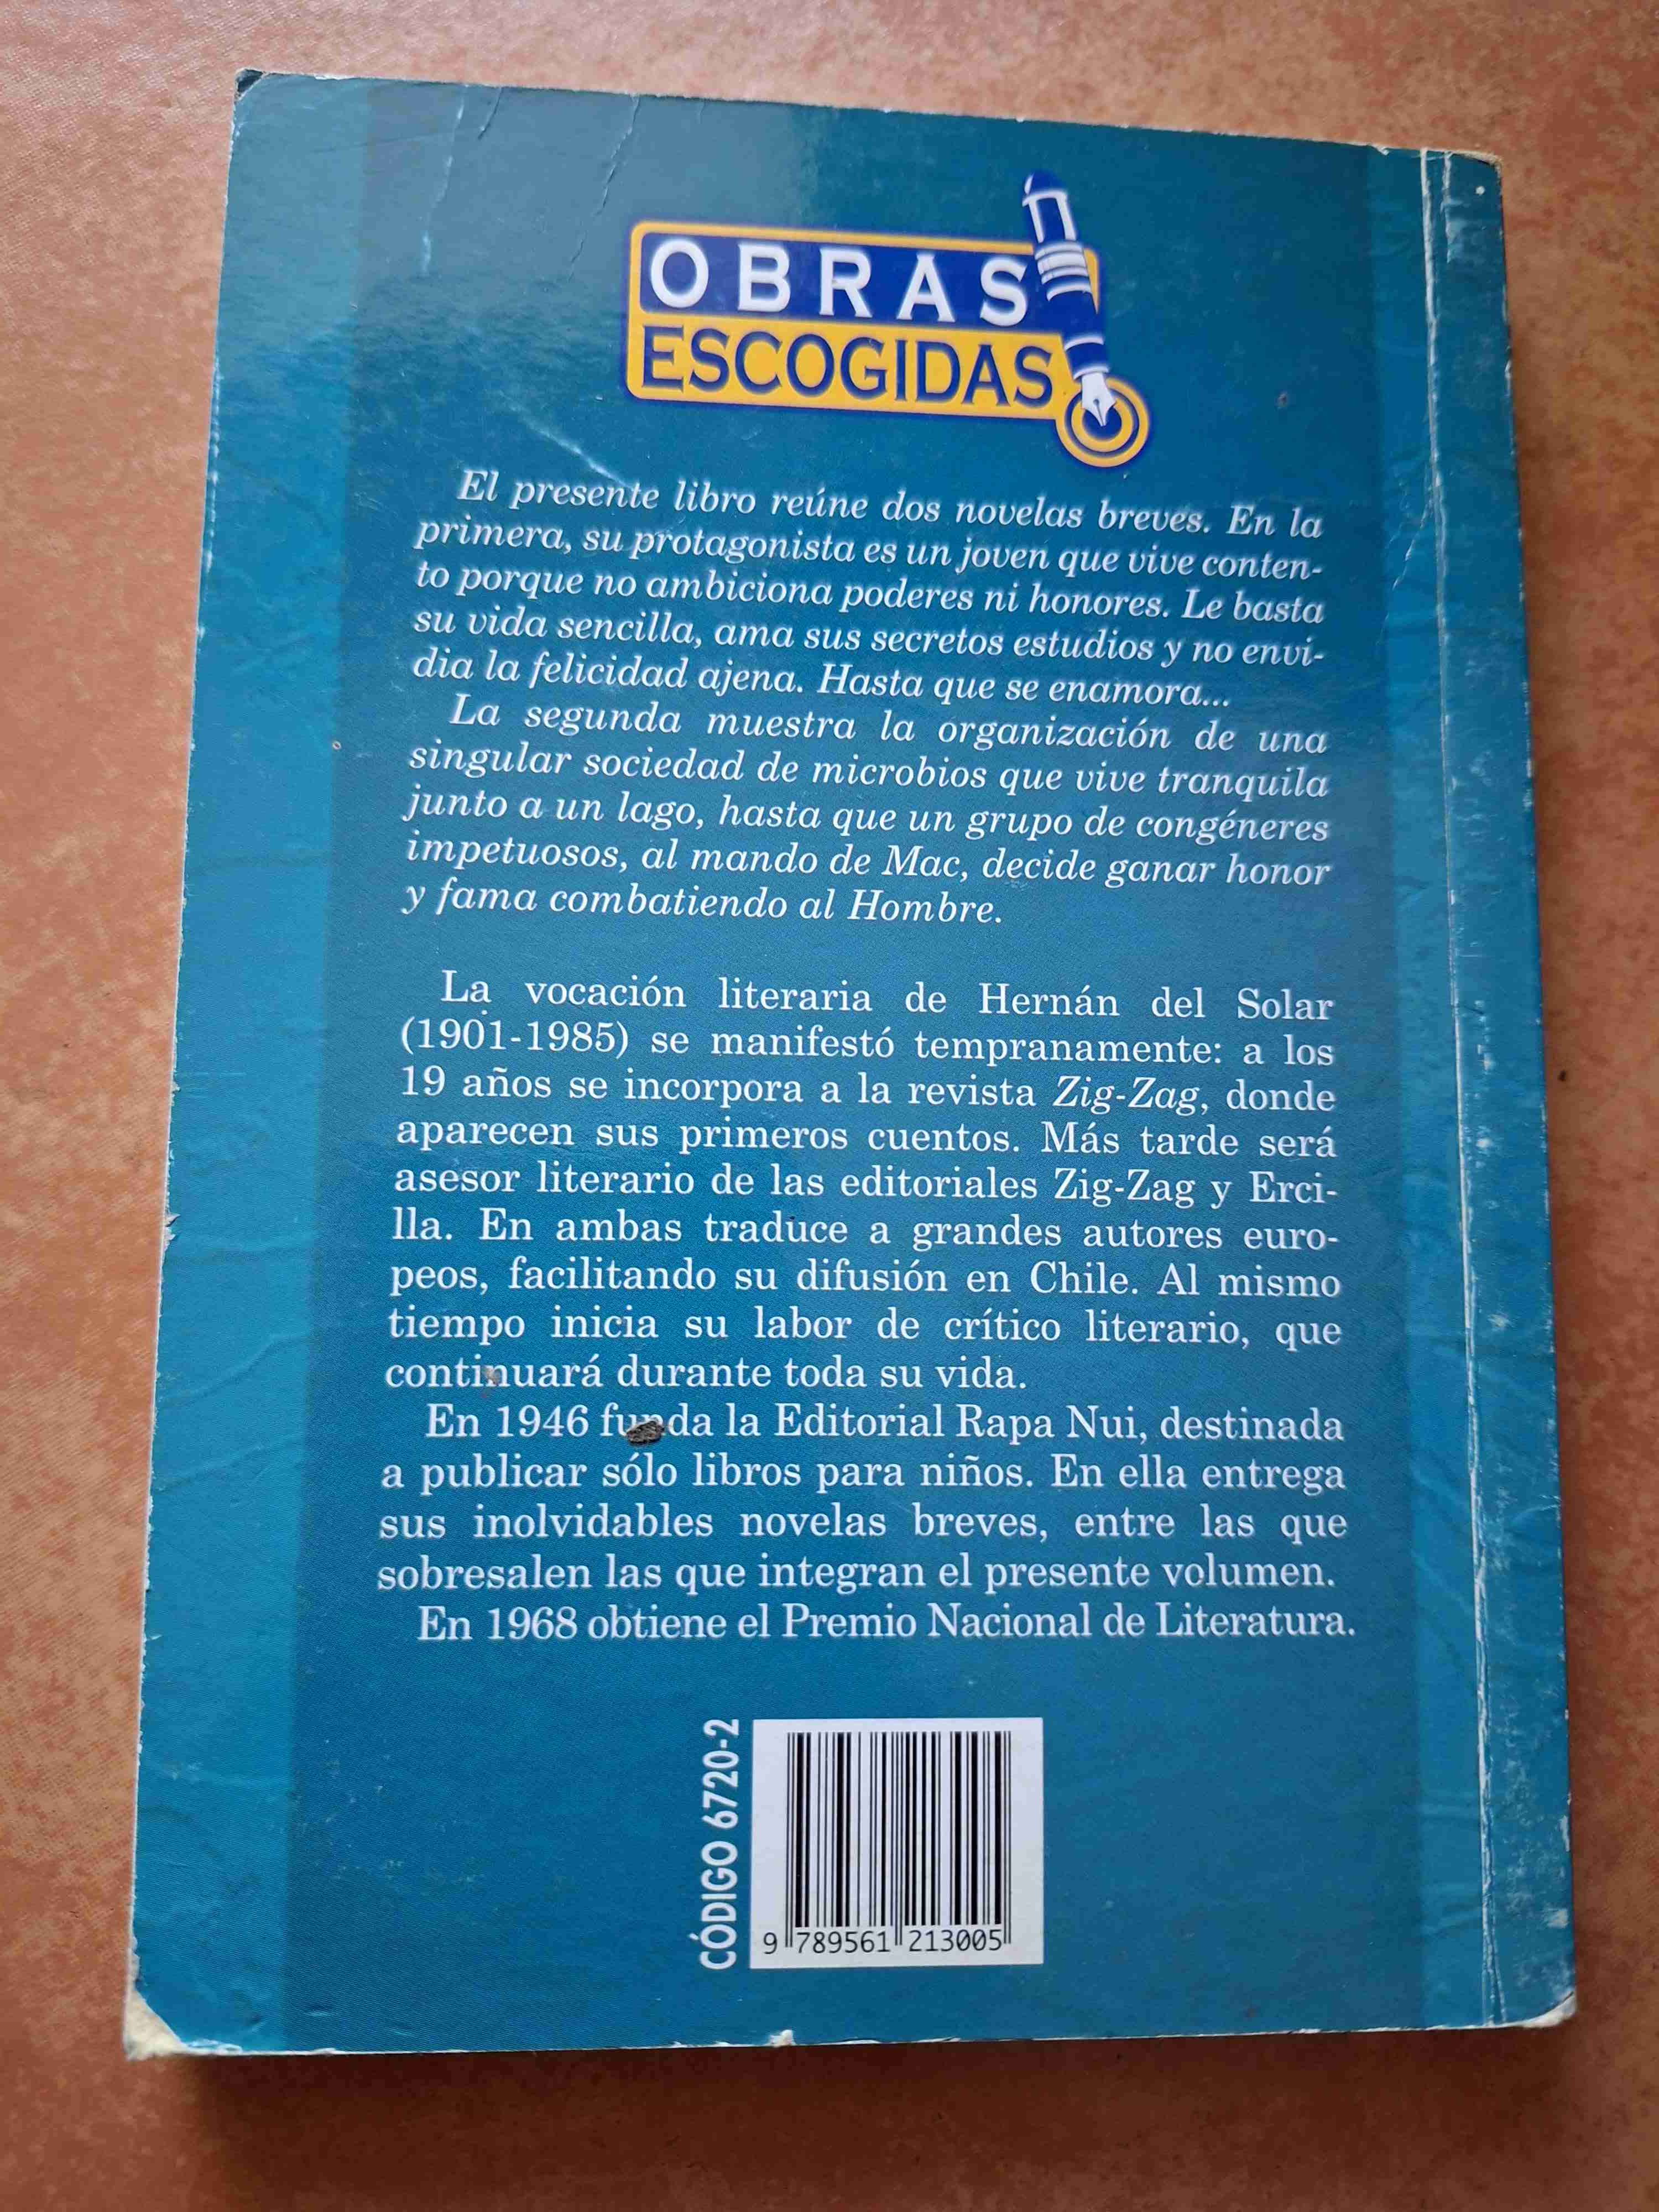 OBRAS
ESCOGIDAS
El presente libro reúne dos novelas breves. En la
primera, su protagonista es un joven que vive conten-
to porque no ambiciona poderes ni honores. Le basta
su vida sencilla, ama sus secretos estudios y no envi-
dia la felicidad ajena. Hasta que se enamora...
La segunda muestra la organización de una
singular sociedad de microbios que vive tranquila
junto a un lago, hasta que un grupo de congéneres
impetuosos, al mando de Mac, decide ganar honor
y fama combatiendo al Hombre.
La vocación literaria de Hernán del Solar
(1901-1985) se manifestó tempranamente: a los
19 años se incorpora a la revista Zig-Zag, donde
aparecen sus primeros cuentos. Más tarde será
asesor literario de las editoriales Zig-Zag y Erci-
lla. En ambas traduce a grandes autores euro-
peos, facilitando su difusión en Chile. Al mismo
tiempo inicia su labor de crítico literario, que
continuará durante toda su vida.
En 1946 funda la Editorial Rapa Nui, destinada
a publicar sólo libros para niños. En ella entrega
sus inolvidables novelas breves, entre las que
sobresalen las que integran el presente volumen.
En 1968 obtiene el Premio Nacional de Literatura.
CÓDIGO 6720-2
9 789561 213005